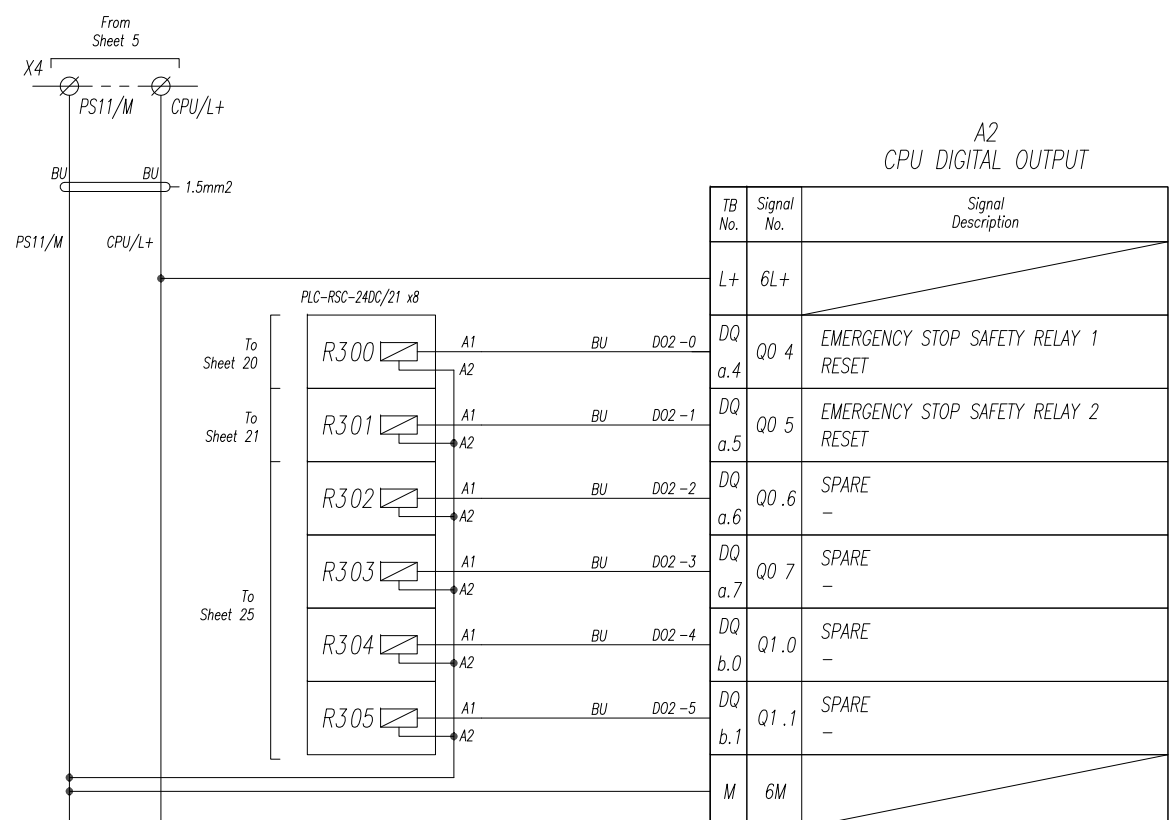 From
Sheet 5
X4
PS11/M
CPU/L+
A2
CPU DIGITAL OUTPUT
BU
BU
1.5mm2
PS11/M
CPU/L+
TB
No.
Signal
No.
Signal
Description
L+
6L+
PLC-RSC-24DC/21 x8
To
Sheet 20
R300
A1
A2
BU
DO2-0
DQ
a.4
Q0 4
EMERGENCY STOP SAFETY RELAY 1
RESET
To
Sheet 21
R301
A1
A2
BU
DO2-1
DQ
a.5
Q0 5
EMERGENCY STOP SAFETY RELAY 2
RESET
R302
A1
A2
BU
DO2-2
DQ
a.6
Q0.6
SPARE
-
To
Sheet 25
R303
A1
A2
BU
DO2-3
DQ
a.7
Q0 7
SPARE
-
R304
A1
A2
BU
DO2-4
DQ
b.0
Q1.0
SPARE
-
R305
A1
A2
BU
DO2-5
DQ
b.1
Q1.1
SPARE
-
M
6M